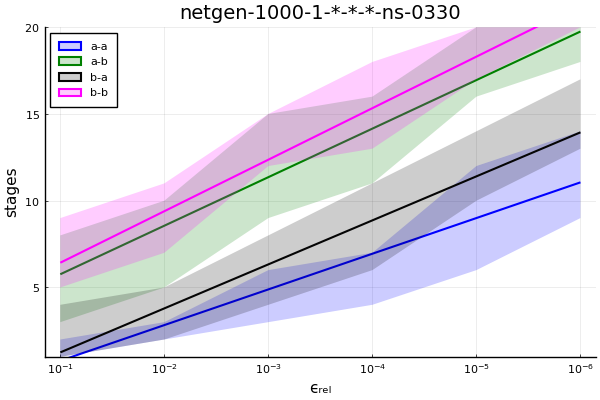 netgen-1000-1-*-*-*-ns-0330
a-a
a-b
b-a
b-b
stages
20
15
10
5
10⁻¹ 10⁻² 10⁻³ 10⁻⁴ 10⁻⁵ 10⁻⁶
ϵᵣₑₗ